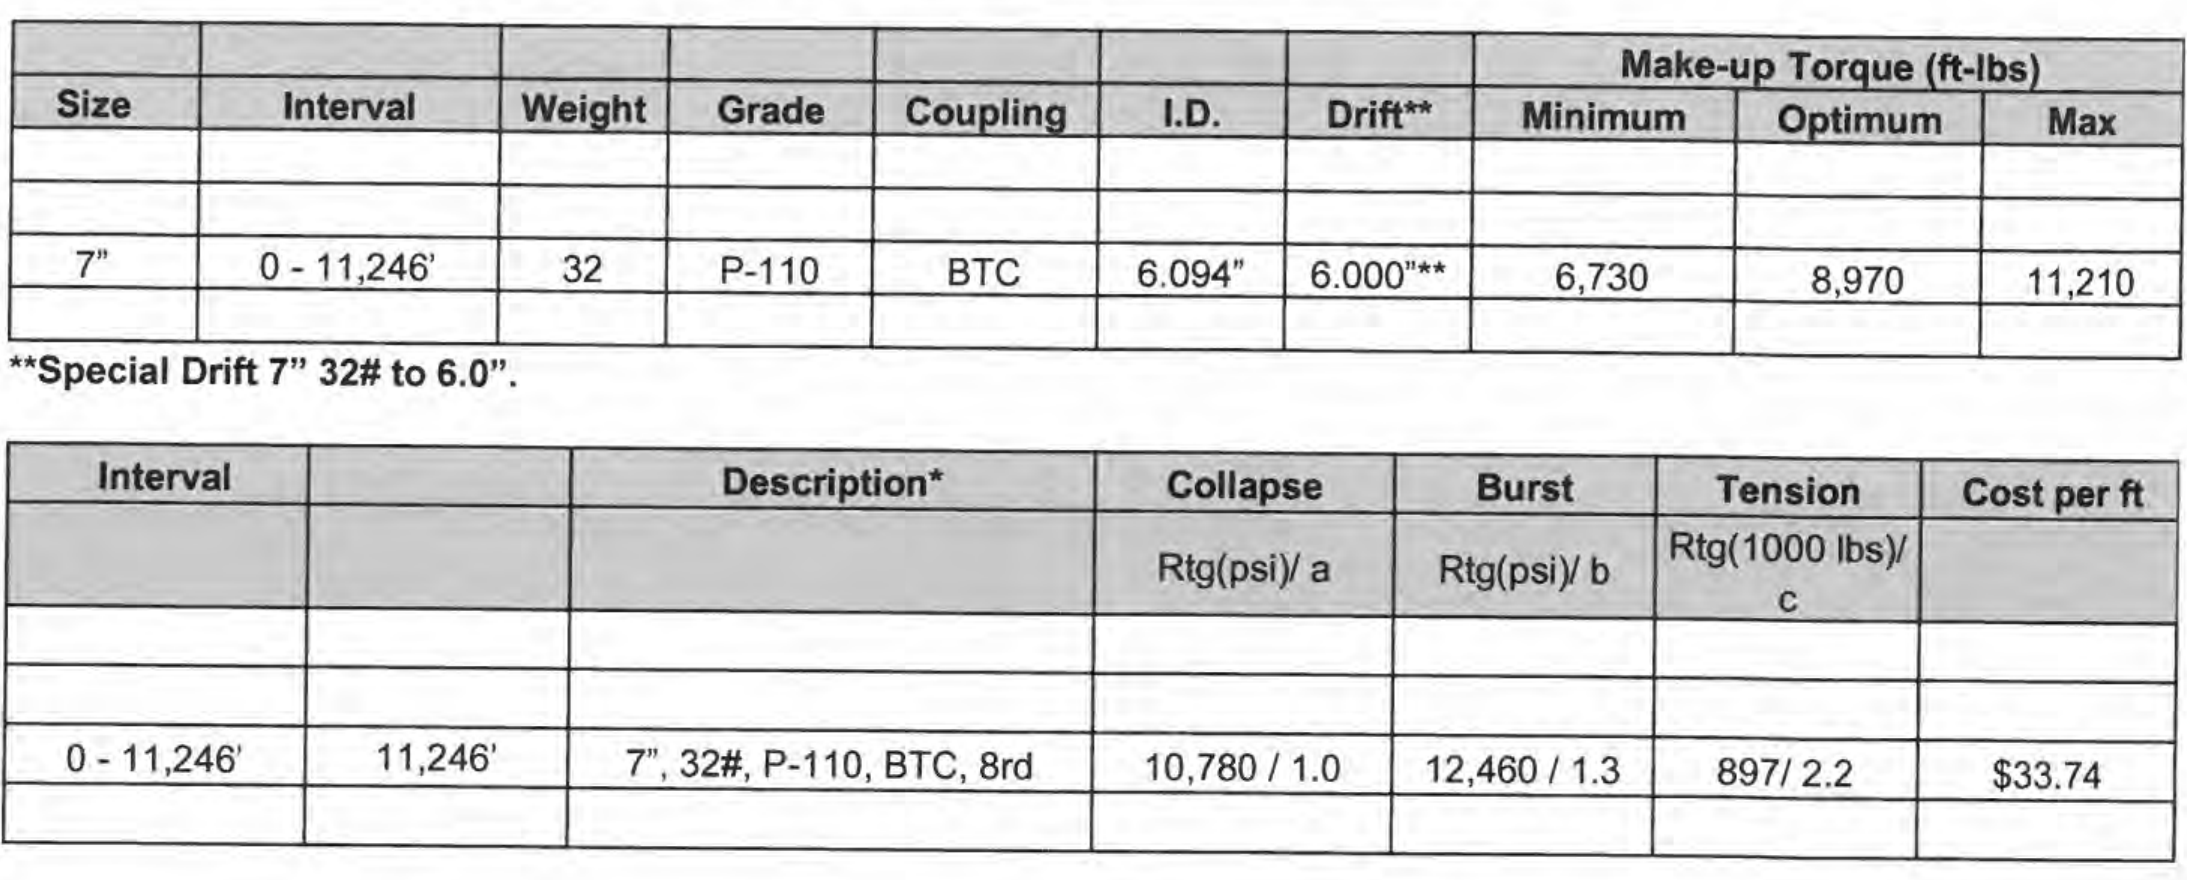 Make-up Torque (ft-lbs)
Size Interval Weight Grade Coupling I.D. Drift** Minimum Optimum Max
7" 0 - 11,246' 32 P-110 BTC 6.094" 6.000"** 6,730 8,970 11,210
**Special Drift 7" 32# to 6.0".
Interval Description* Collapse Burst Tension Cost per ft
Rtg(psi)/ a Rtg(psi)/ b Rtg(1000 lbs)/
c
0 - 11,246' 11,246' 7", 32#, P-110, BTC, 8rd 10,780 / 1.0 12,460 / 1.3 897/ 2.2 $33.74